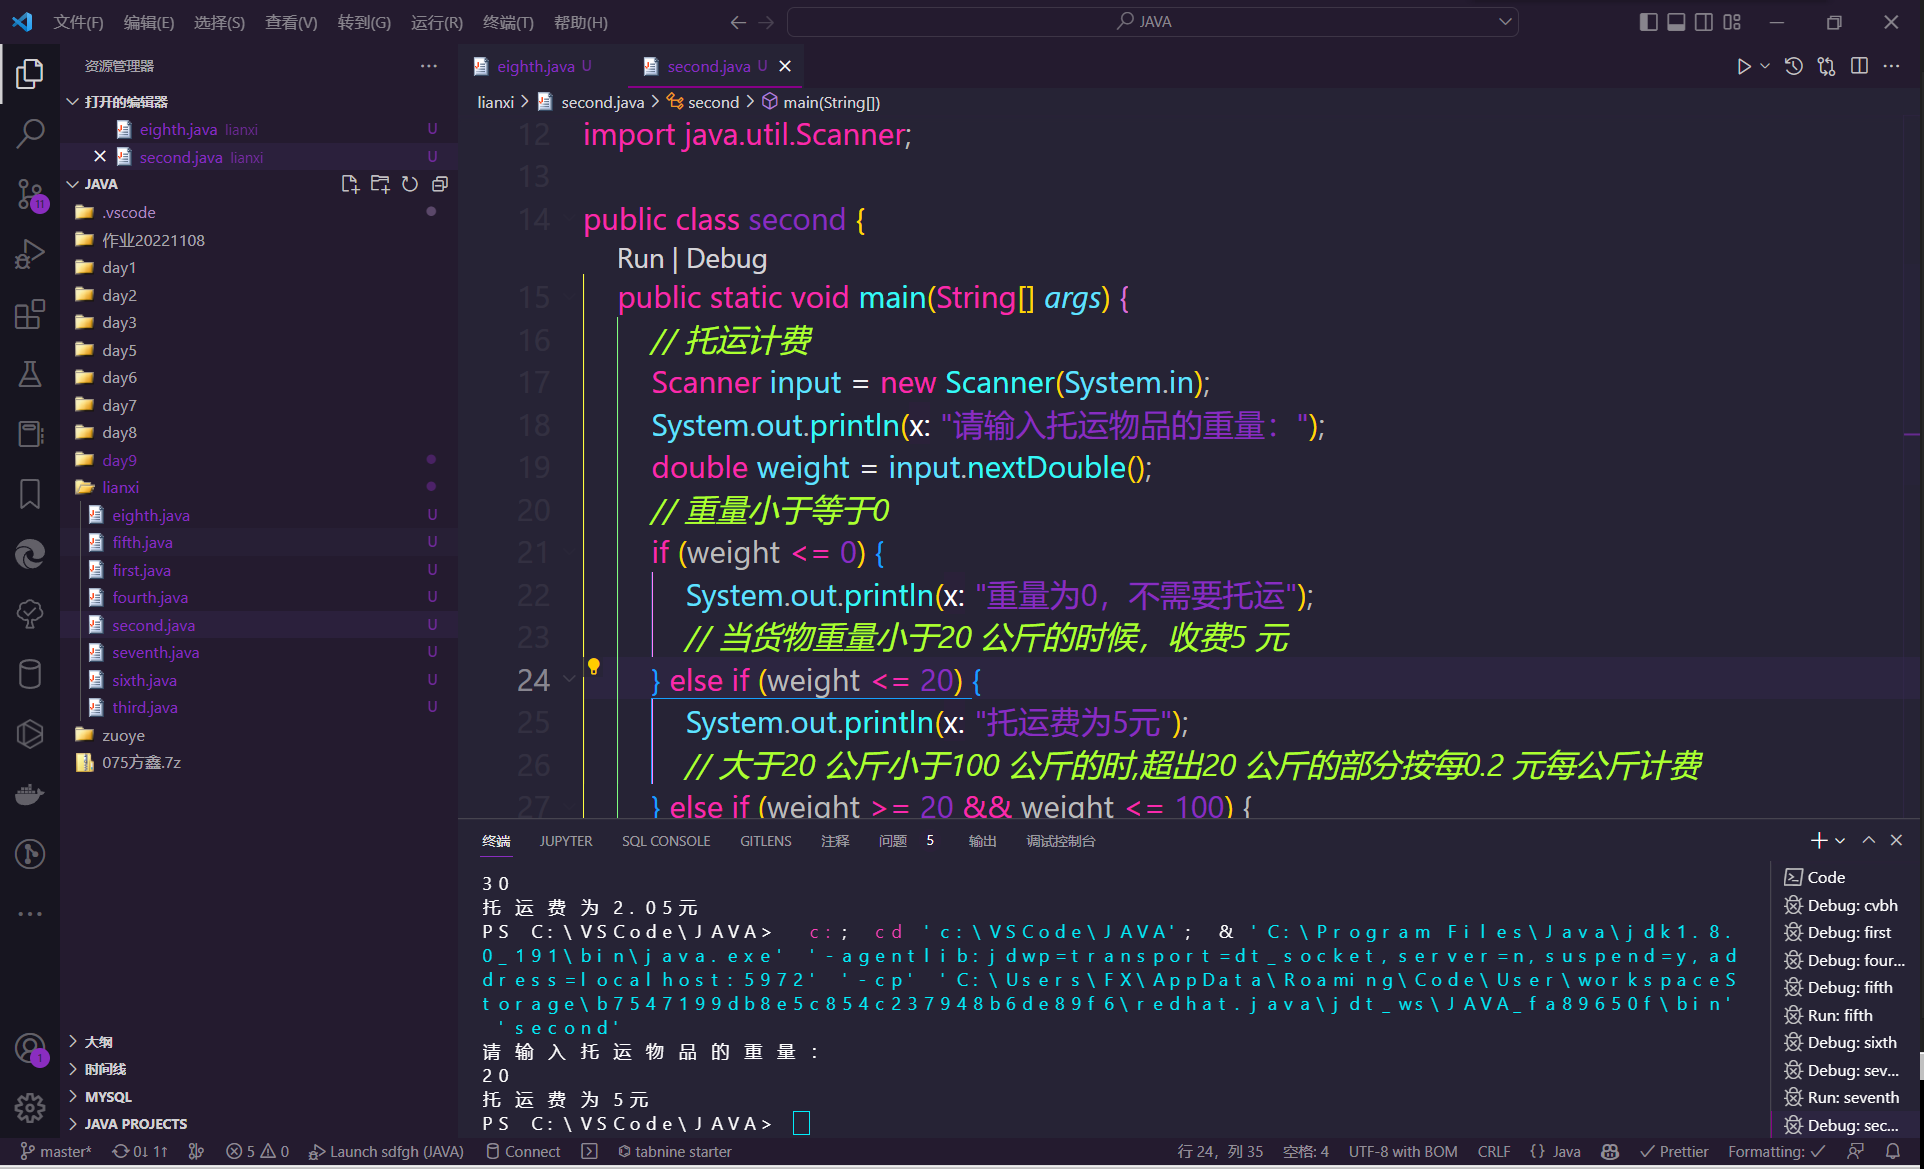 文件(F) 编辑(E) 选择(S) 查看(V) 转到(G) 运行(R) 终端(T) 帮助(H) JAVA
资源管理器
打开的编辑器
eighth.java lianxi U
second.java lianxi U
JAVA
11
.vscode
作业20221108
day1
day2
day3
day5
day6
day7
day8
day9
lianxi
eighth.java U
fifth.java U
first.java U
fourth.java U
second.java U
seventh.java U
sixth.java U
third.java U
zuoye
075方鑫.7z
大纲
时间线
MYSQL
JAVA PROJECTS
1
eighth.java U second.java U
lianxi > second.java > second > main(String[])
12 import java.util.Scanner;
13
14 public class second {
Run | Debug
15 public static void main(String[] args) {
16 // 托运计费
17 Scanner input = new Scanner(System.in);
18 System.out.println(x: "请输入托运物品的重量：");
19 double weight = input.nextDouble();
20 // 重量小于等于0
21 if (weight <= 0) {
22 System.out.println(x: "重量为0，不需要托运");
23 // 当货物重量小于20 公斤的时候，收费5 元
24 } else if (weight <= 20) {
25 System.out.println(x: "托运费为5元");
26 // 大于20 公斤小于100 公斤的时,超出20 公斤的部分按每0.2 元每公斤计费
27 } else if (weight >= 20 && weight <= 100) {
终端 JUPYTER SQL CONSOLE GITLENS 注释 问题 5 输出 调试控制台
30
托运费为2.05元
PS C:\VSCode\JAVA>  c:; cd 'c:\VSCode\JAVA'; & 'C:\Program Files\Java\jdk1.8.
0_191\bin\java.exe' '-agentlib:jdwp=transport=dt_socket,server=n,suspend=y,ad
dress=localhost:5972' '-cp' 'C:\Users\FX\AppData\Roaming\Code\User\workspaceS
torage\b7547199db8e5c854c237948b6de89f6\redhat.java\jdt_ws\JAVA_fa89650f\bin'
'second'
请输入托运物品的重量：
20
托运费为5元
PS C:\VSCode\JAVA>
Code
Debug: cvbh
Debug: first
Debug: four...
Debug: fifth
Run: fifth
Debug: sixth
Debug: sev...
Run: seventh
Debug: sec...
master* 0↓ 1↑ 5 0 Launch sdfgh (JAVA) Connect tabnine starter 行 24，列 35 空格: 4 UTF-8 with BOM CRLF {} Java Prettier Formatting: ✓